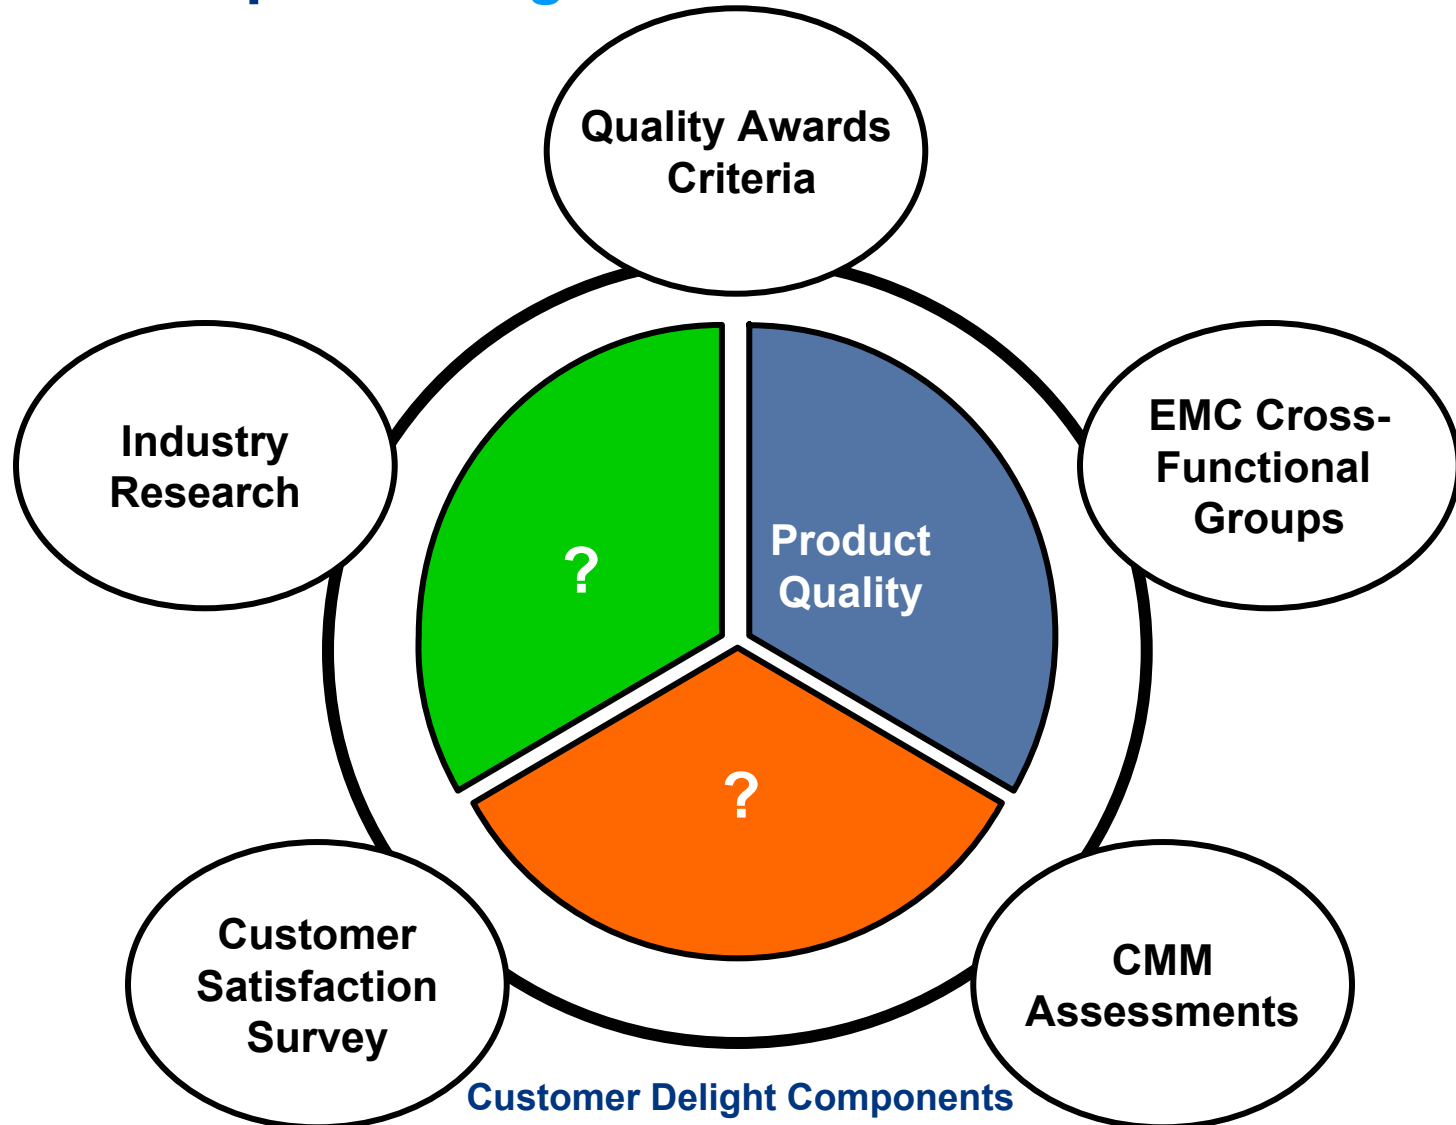 Quality Awards
Criteria
Industry
Research
EMC Cross-
Functional
Groups
?
Product
Quality
?
Customer
Satisfaction
Survey
CMM
Assessments
Customer Delight Components